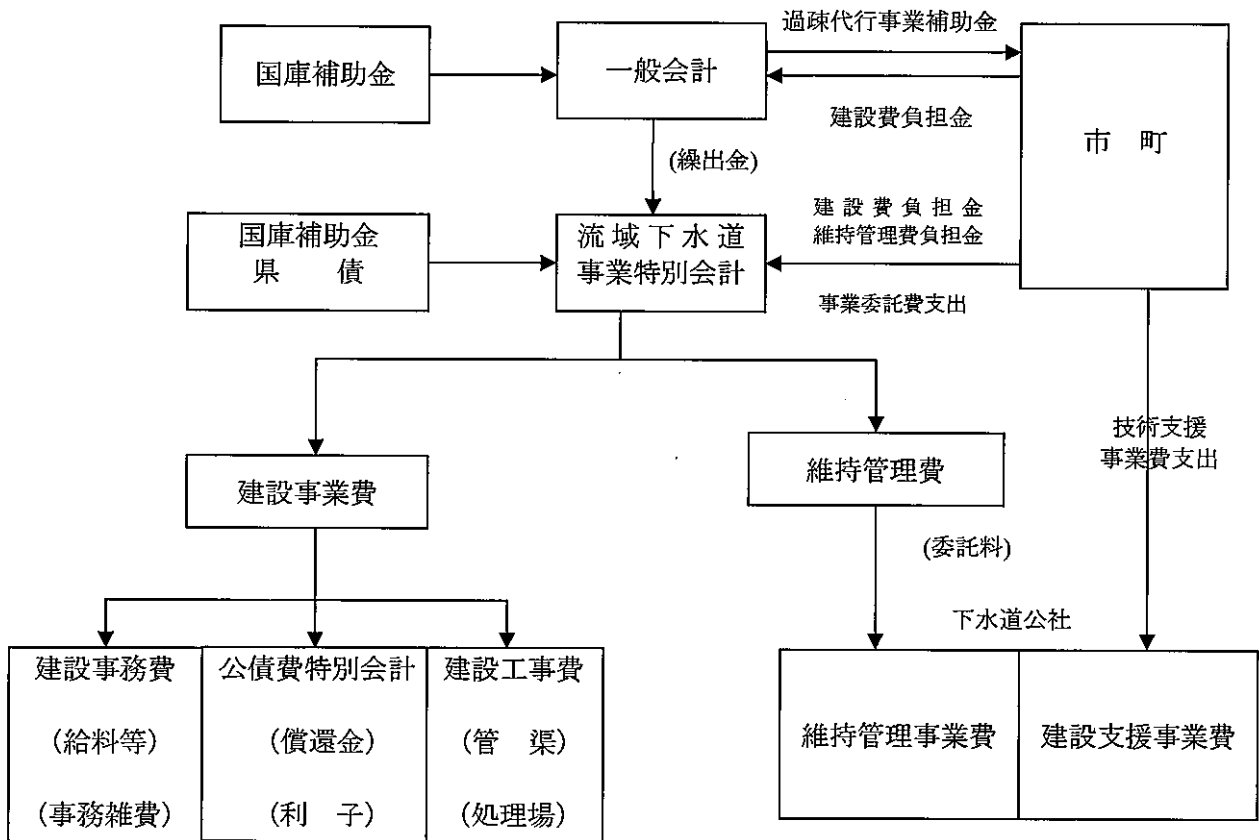 過疎代行事業補助金
国庫補助金
一般会計
建設費負担金
市 町
(繰出金)
国庫補助金
県 債
流域下水道
事業特別会計
建設費負担金
維持管理費負担金
事業委託費支出
技術支援
事業費支出
建設事業費
維持管理費
(委託料)
下水道公社
建設事務費
(給料等)
(事務雑費)
公債費特別会計
(償還金)
(利 子)
建設工事費
(管 渠)
(処理場)
維持管理事業費
建設支援事業費